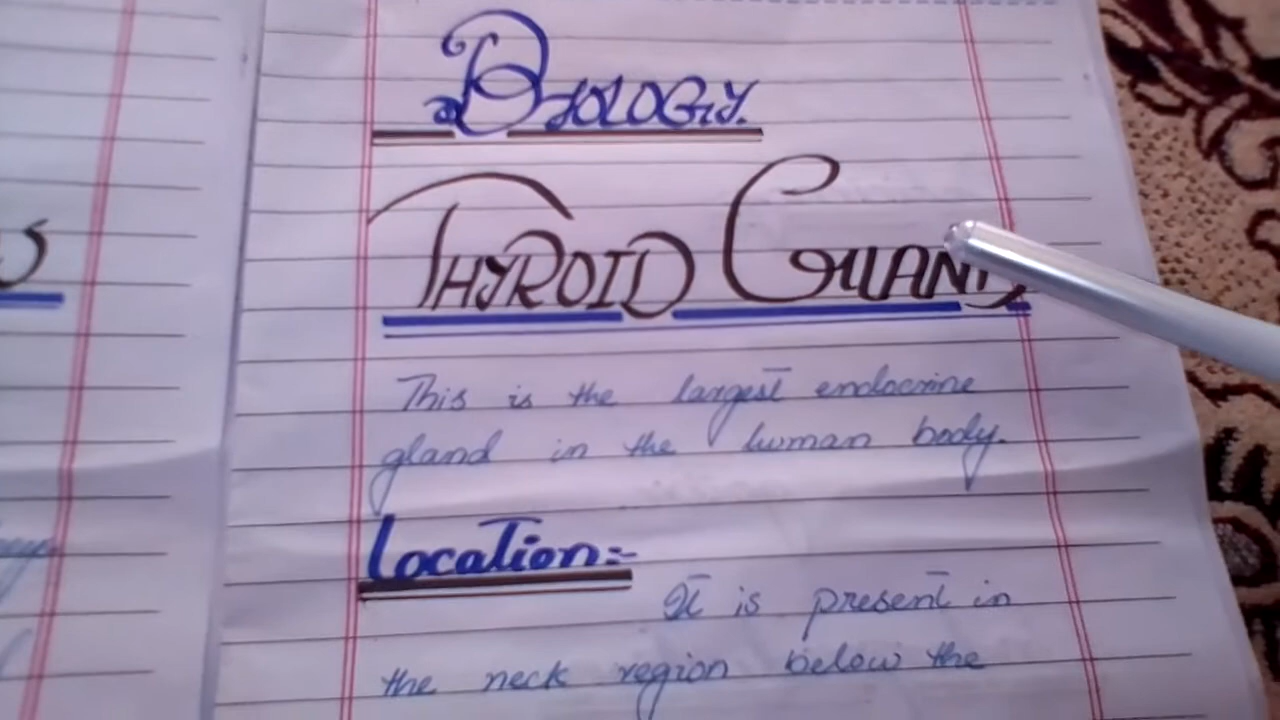 BIOLOGY.
THYROID GLAND
This is the largest endocrine
gland in the human body.
Location:-
It is present in
the neck region below the